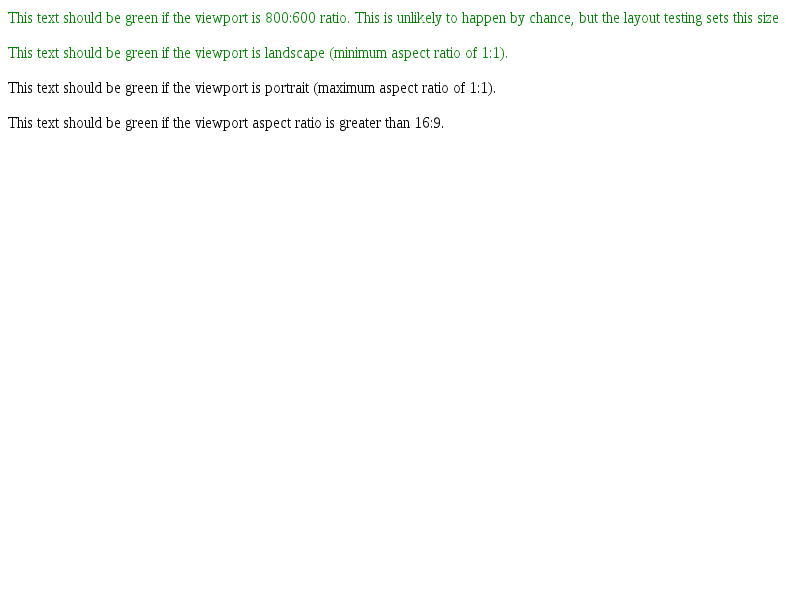 This text should be green if the viewport is 800:600 ratio. This is unlikely to happen by chance, but the layout testing sets this size
This text should be green if the viewport is landscape (minimum aspect ratio of 1:1).
This text should be green if the viewport is portrait (maximum aspect ratio of 1:1).
This text should be green if the viewport aspect ratio is greater than 16:9.